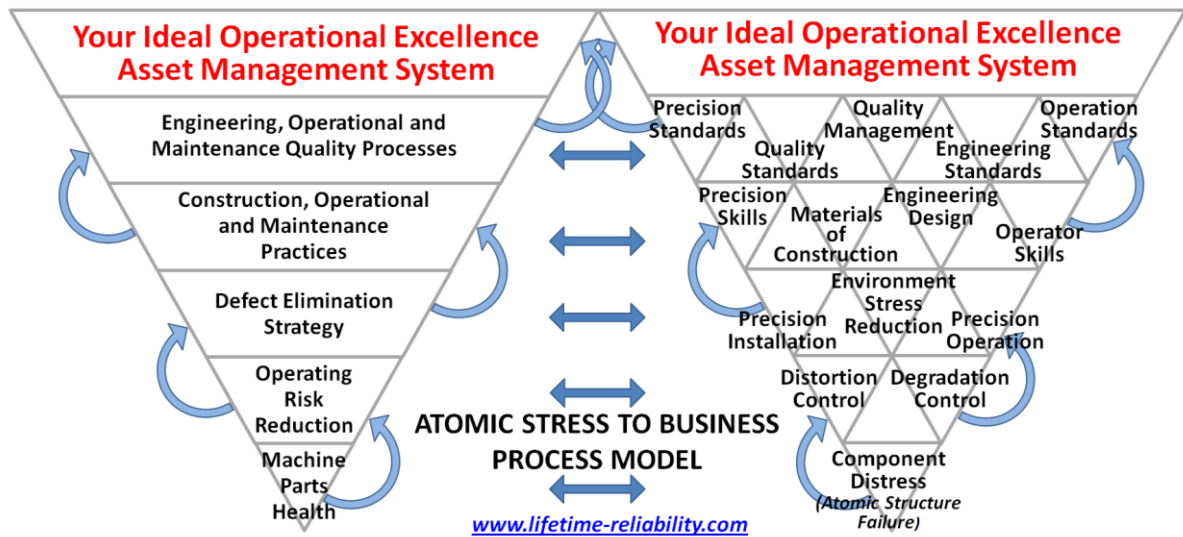 Your Ideal Operational Excellence
Asset Management System
Engineering, Operational and
Maintenance Quality Processes
Construction, Operational
and Maintenance
Practices
Defect Elimination
Strategy
Operating
Risk
Reduction
Machine
Parts
Health
ATOMIC STRESS TO BUSINESS
PROCESS MODEL
www.lifetime-reliability.com
Your Ideal Operational Excellence
Asset Management System
Precision
Standards
Quality
Standards
Quality
Management
Engineering
Standards
Operation
Standards
Precision
Skills
Materials
of
Construction
Engineering
Design
Operator
Skills
Precision
Installation
Environment
Stress
Reduction
Precision
Operation
Distortion
Control
Degradation
Control
Component
Distress
(Atomic Structure
Failure)